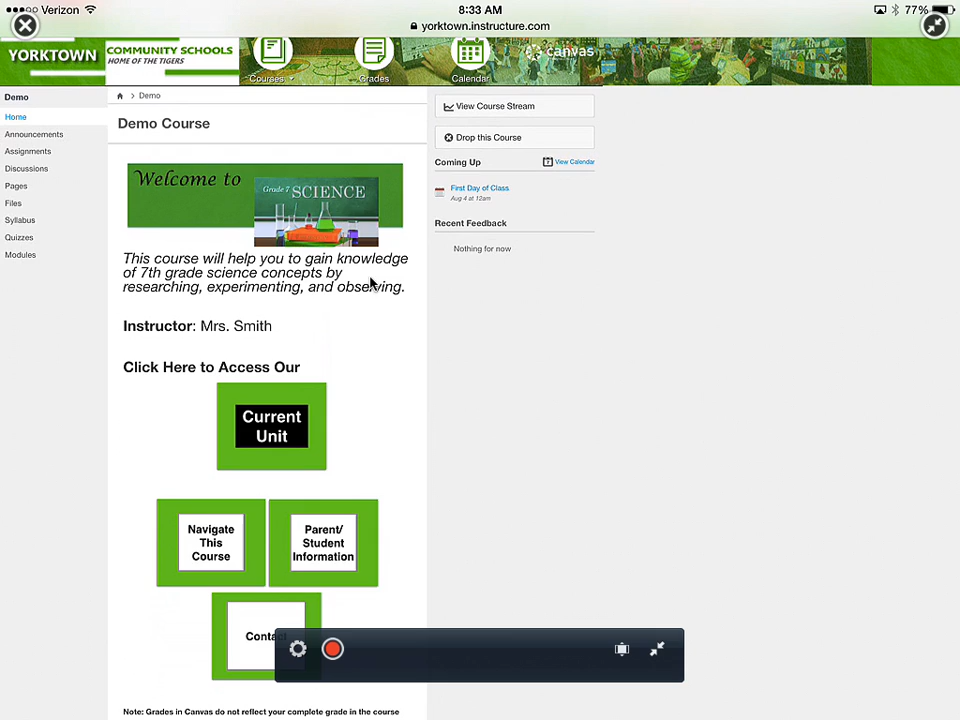 Verizon
8:33 AM
77%
yorktown.instructure.com
YORKTOWN
COMMUNITY SCHOOLS
HOME OF THE TIGERS
Courses
Grades
Calendar
canvas
Demo
Home
Announcements
Assignments
Discussions
Pages
Files
Syllabus
Quizzes
Modules
> Demo
Demo Course
Welcome to
Grade 7 SCIENCE
This course will help you to gain knowledge
of 7th grade science concepts by
researching, experimenting, and observing.
Instructor: Mrs. Smith
Click Here to Access Our
Current
Unit
Navigate
This
Course
Parent/
Student
Information
Contact
Note: Grades in Canvas do not reflect your complete grade in the course
View Course Stream
Drop this Course
Coming Up
View Calendar
First Day of Class
Aug 4 at 12am
Recent Feedback
Nothing for now